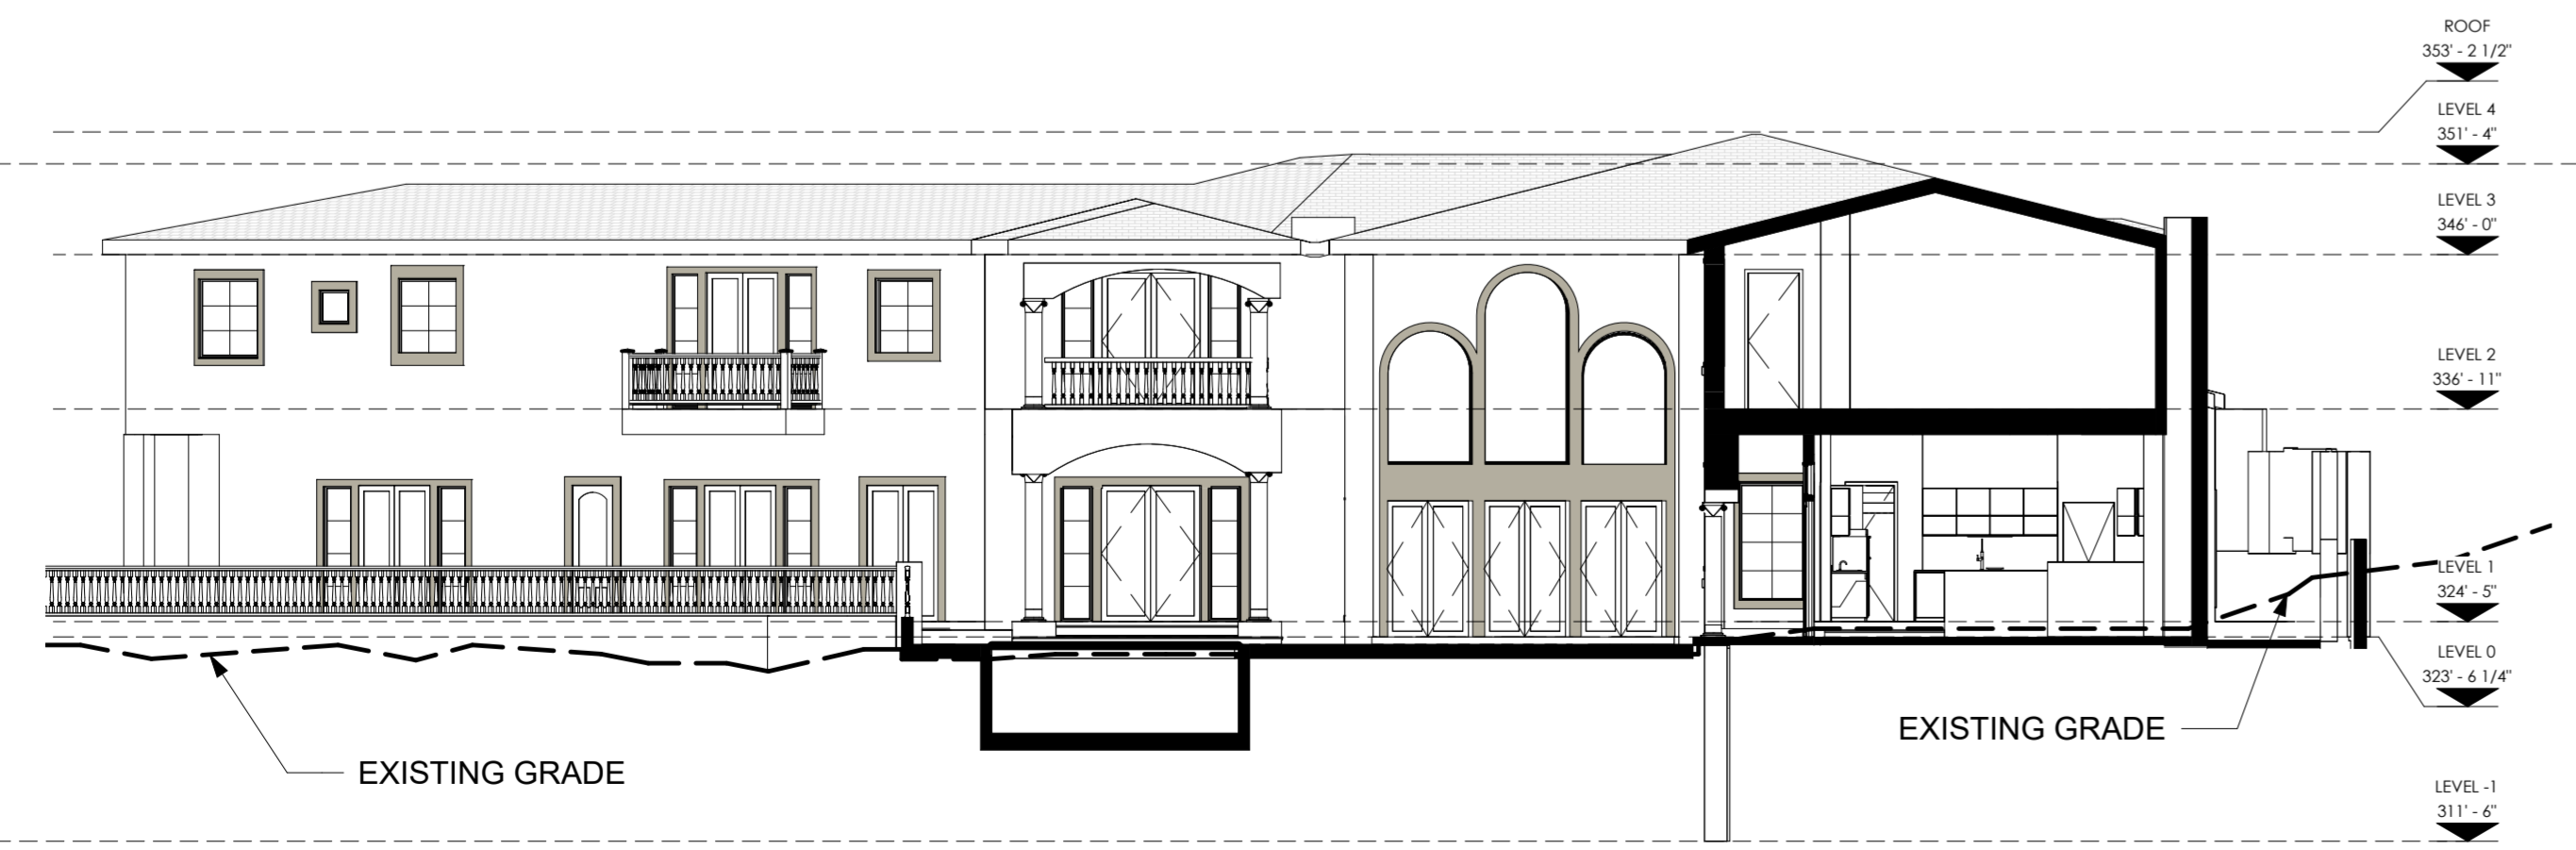 ROOF
353' - 2 1/2"
LEVEL 4
351' - 4"
LEVEL 3
346' - 0"
LEVEL 2
336' - 11"
LEVEL 1
324' - 5"
LEVEL 0
323' - 6 1/4"
EXISTING GRADE
EXISTING GRADE
LEVEL -1
311' - 6"